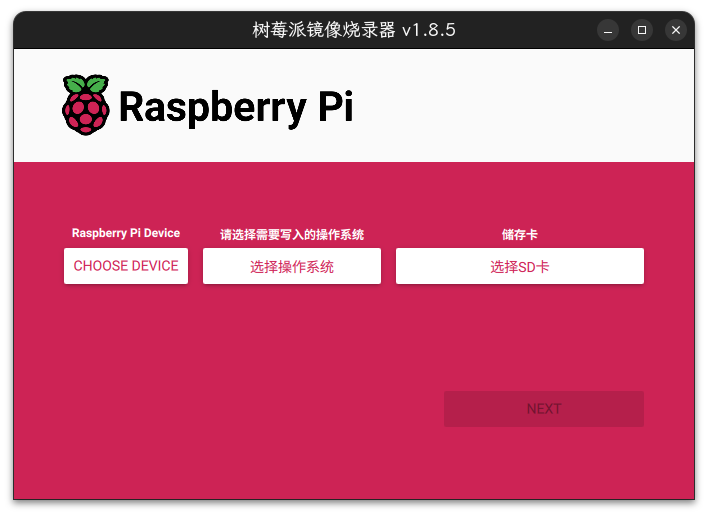 树莓派镜像烧录器 v1.8.5
Raspberry Pi
Raspberry Pi Device
请选择需要写入的操作系统
储存卡
CHOOSE DEVICE
选择操作系统
选择SD卡
NEXT